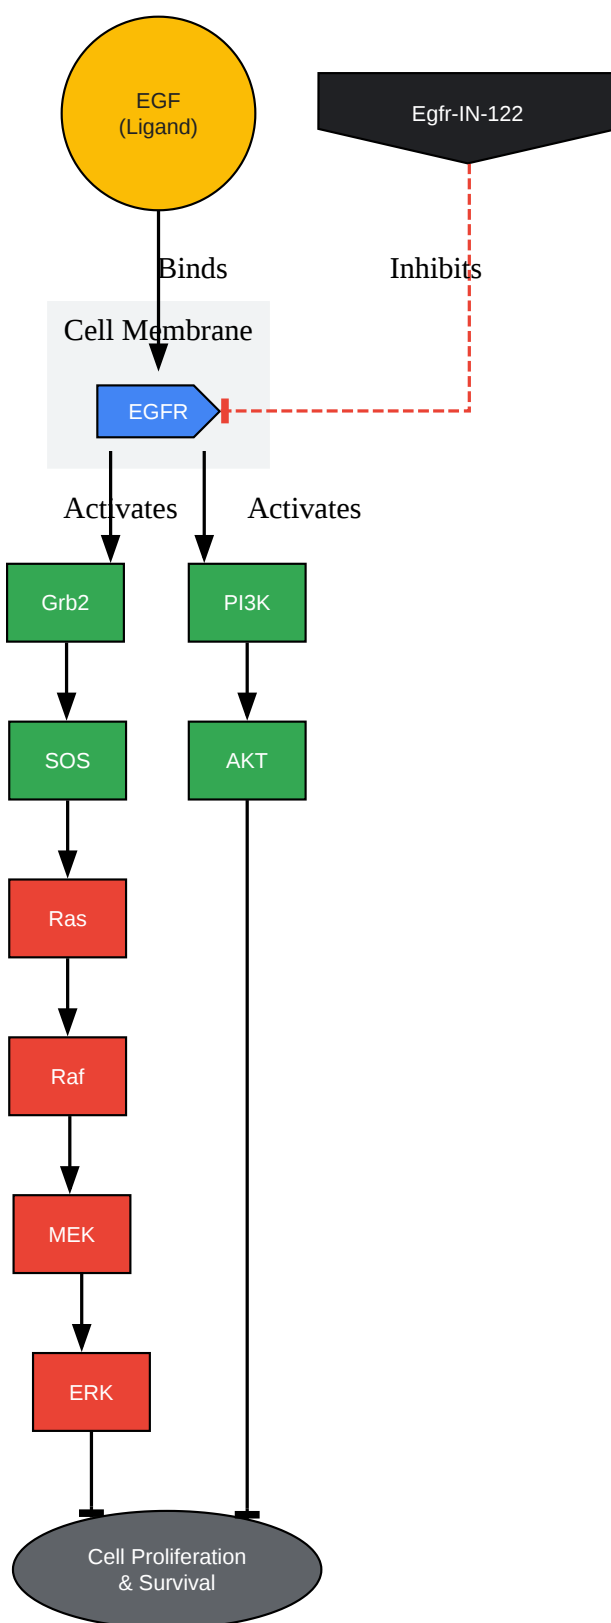 EGF
(Ligand)
Egfr-IN-122
Binds
Inhibits
Cell Membrane
EGFR
Activates
Activates
Grb2
PI3K
SOS
AKT
Ras
Raf
MEK
ERK
Cell Proliferation
& Survival